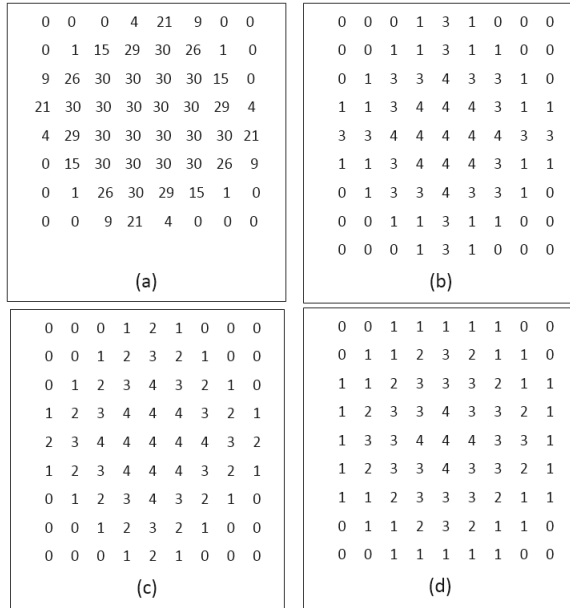 0 0 0 4 21 9 0 0
0 1 15 29 30 26 1 0
9 26 30 30 30 30 15 0
21 30 30 30 30 30 29 4
4 29 30 30 30 30 30 21
0 15 30 30 30 30 26 9
0 1 26 30 29 15 1 0
0 0 9 21 4 0 0 0
(a)
0 0 0 1 3 1 0 0 0
0 0 1 1 3 1 1 0 0
0 1 3 3 4 3 3 1 0
1 1 3 4 4 4 3 1 1
3 3 4 4 4 4 4 3 3
1 1 3 4 4 4 3 1 1
0 1 3 3 4 3 3 1 0
0 0 1 1 3 1 1 0 0
0 0 0 1 3 1 0 0 0
(b)
0 0 0 1 2 1 0 0 0
0 0 1 2 3 2 1 0 0
0 1 2 3 4 3 2 1 0
1 2 3 4 4 4 3 2 1
2 3 4 4 4 4 4 3 2
1 2 3 4 4 4 3 2 1
0 1 2 3 4 3 2 1 0
0 0 1 2 3 2 1 0 0
0 0 0 1 2 1 0 0 0
(c)
0 0 1 1 1 1 1 0 0
0 1 1 2 3 2 1 1 0
1 1 2 3 3 3 2 1 1
1 2 3 3 4 3 3 2 1
1 3 3 4 4 4 3 3 1
1 2 3 3 4 3 3 2 1
1 1 2 3 3 3 2 1 1
0 1 1 2 3 2 1 1 0
0 0 1 1 1 1 1 0 0
(d)